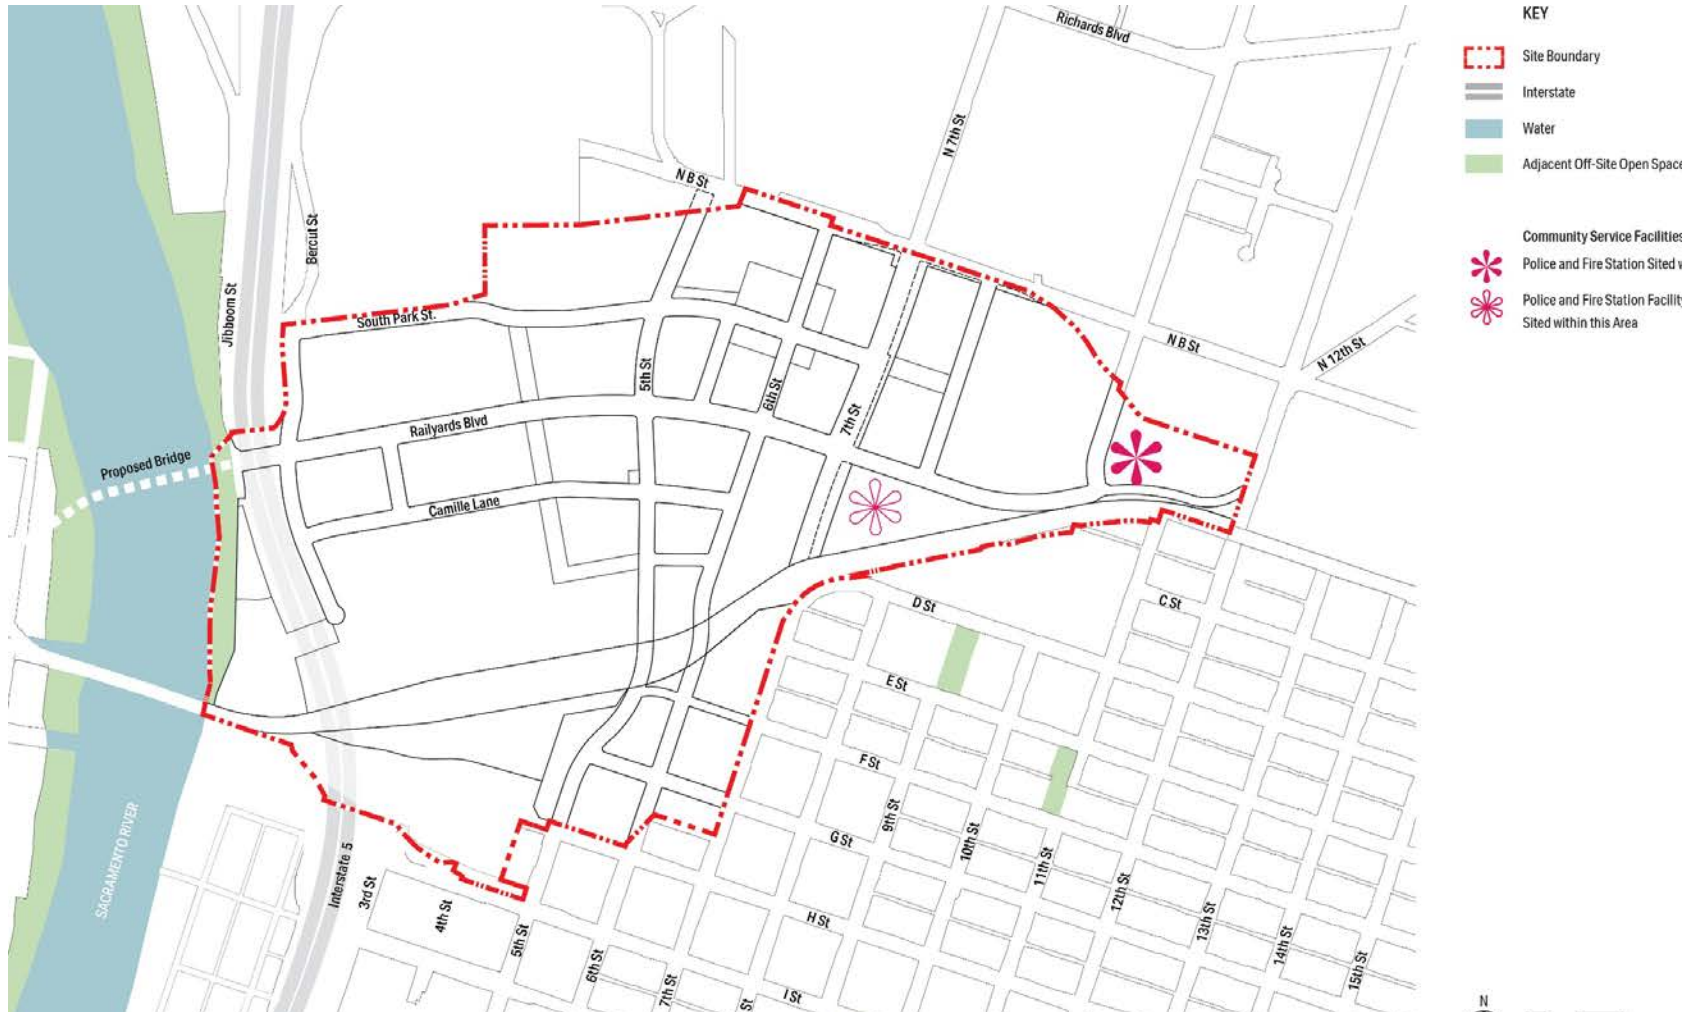 Richards Blvd
KEY
Site Boundary
Interstate
Water
Adjacent Off-Site Open Space
Community Service Facilities
Police and Fire Station Sited
Police and Fire Station
Sited within this Area
N 7th St
N B St
Bercut St
Jibboom St
South Park St.
5th St
6th St
7th St
N B St
N 12th St
Railyards Blvd
Proposed Bridge
Camille Lane
D St
C St
E St
F St
G St
9th St
10th St
11th St
12th St
13th St
14th St
15th St
SACRAMENTO RIVER
Interstate 5
3rd St
4th St
5th St
6th St
7th St
St
H St
I St
N